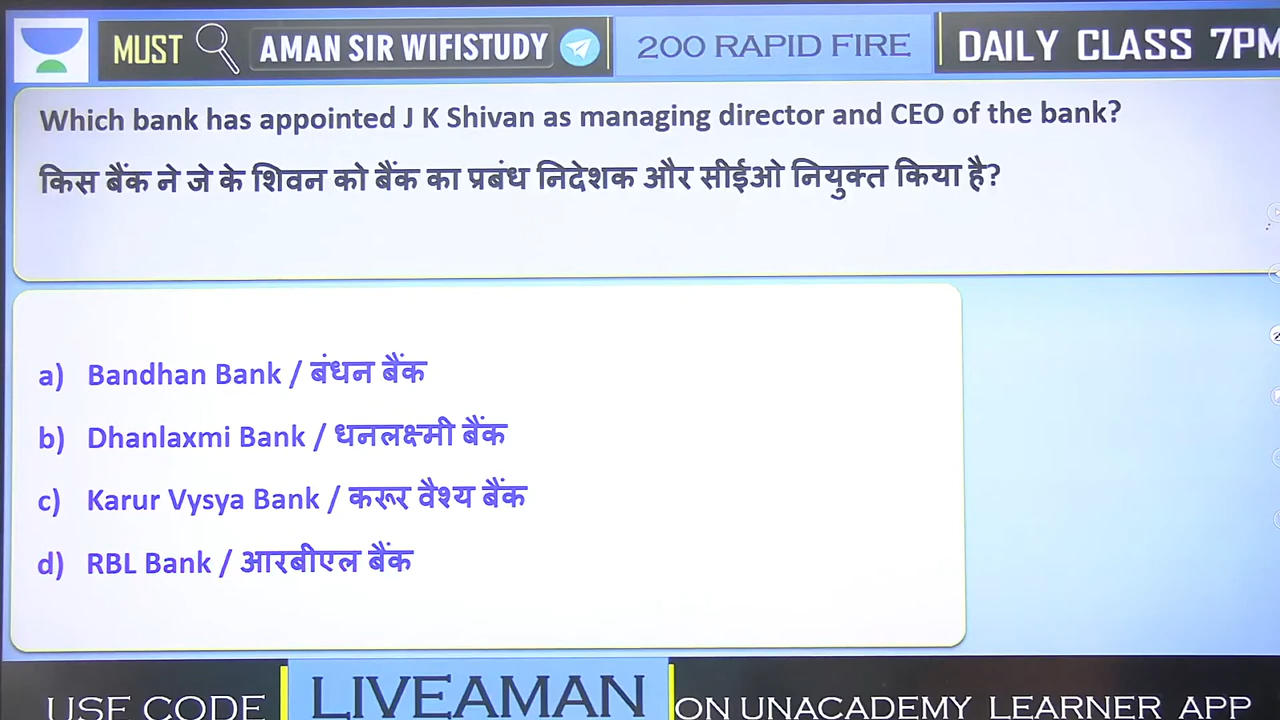 MUST AMAN SIR WIFISTUDY 200 RAPID FIRE DAILY CLASS 7PM
Which bank has appointed J K Shivan as managing director and CEO of the bank?
किस बैंक ने जे के शिवन को बैंक का प्रबंध निदेशक और सीईओ नियुक्त किया है?
a) Bandhan Bank / बंधन बैंक
b) Dhanlaxmi Bank / धनलक्ष्मी बैंक
c) Karur Vysya Bank / करूर वैश्य बैंक
d) RBL Bank / आरबीएल बैंक
USE CODE LIVEAMAN ON UNACADEMY LEARNER APP